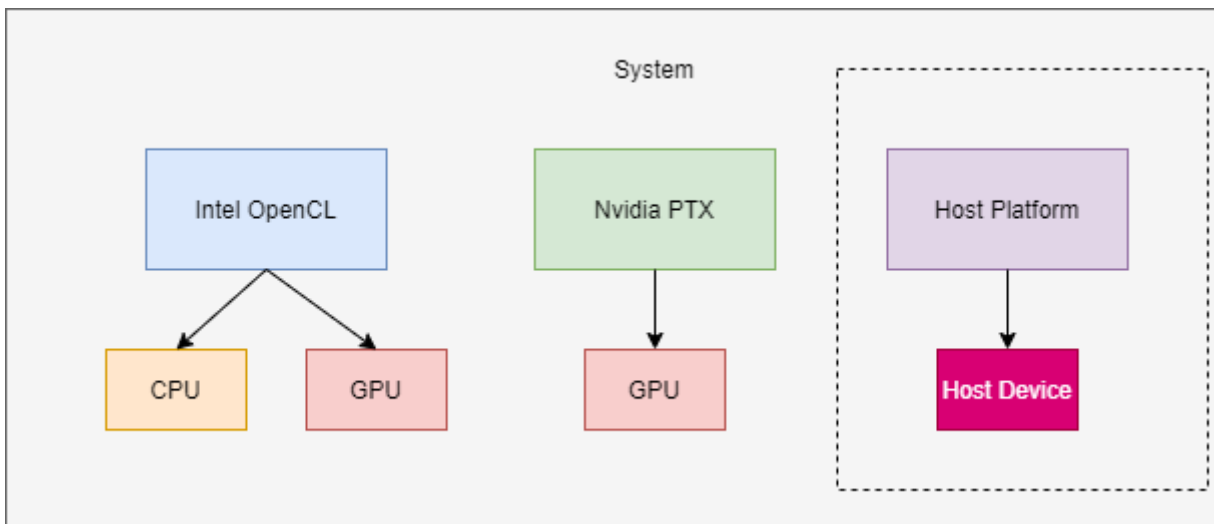 System
Intel OpenCL
Nvidia PTX
Host Platform
CPU
GPU
GPU
Host Device